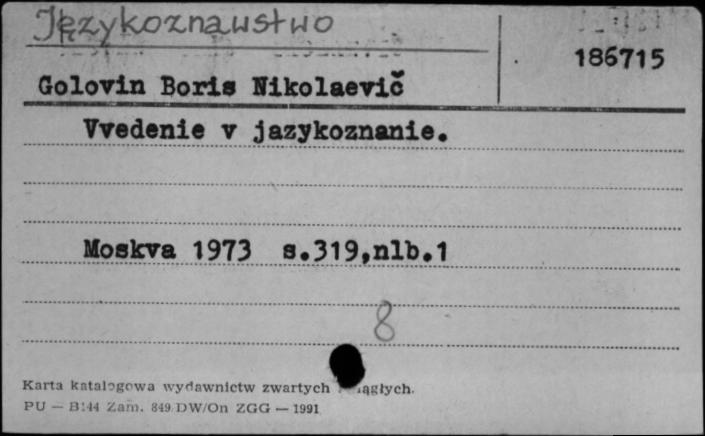 Językoznawstwo
186715
Golovin Boris Nikolaevič
Vvedenie v jazykoznanie.
Moskva 1973 s.319,nlb.1
8
Karta katalogowa wydawnictw zwartych ągłych.
PU — B144 Zam. 849 DW/On ZGG — 1991